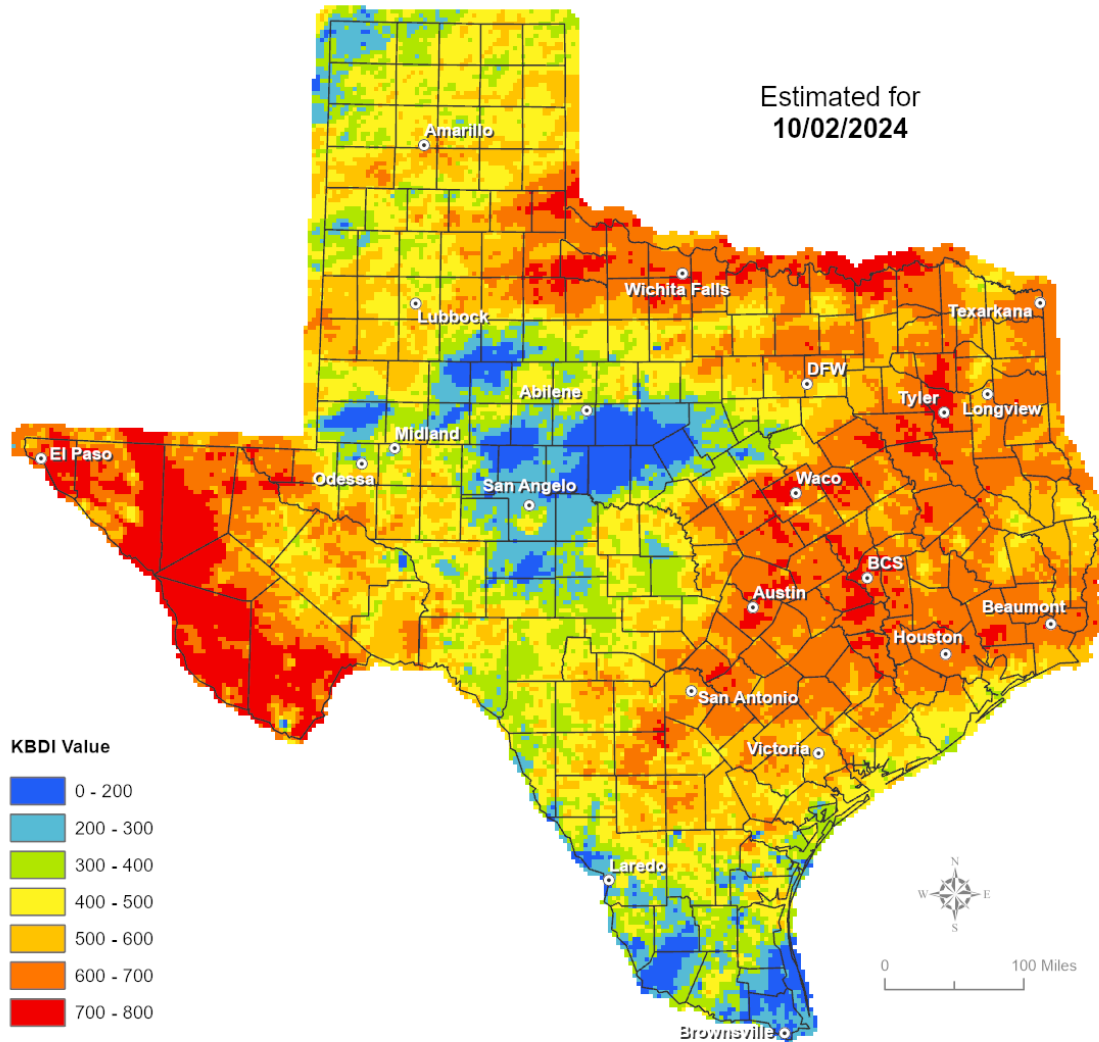 Estimated for
10/02/2024
Amarillo
Wichita Falls
Lubbock
Texarkana
DFW
Abilene
Tyler
Longview
Midland
El Paso
Odessa
San Angelo
Waco
BCS
Austin
Beaumont
Houston
San Antonio
Victoria
KBDI Value
0 - 200
200 - 300
300 - 400
400 - 500
500 - 600
600 - 700
700 - 800
Laredo
N
W E
S
0 100 Miles
Brownsville